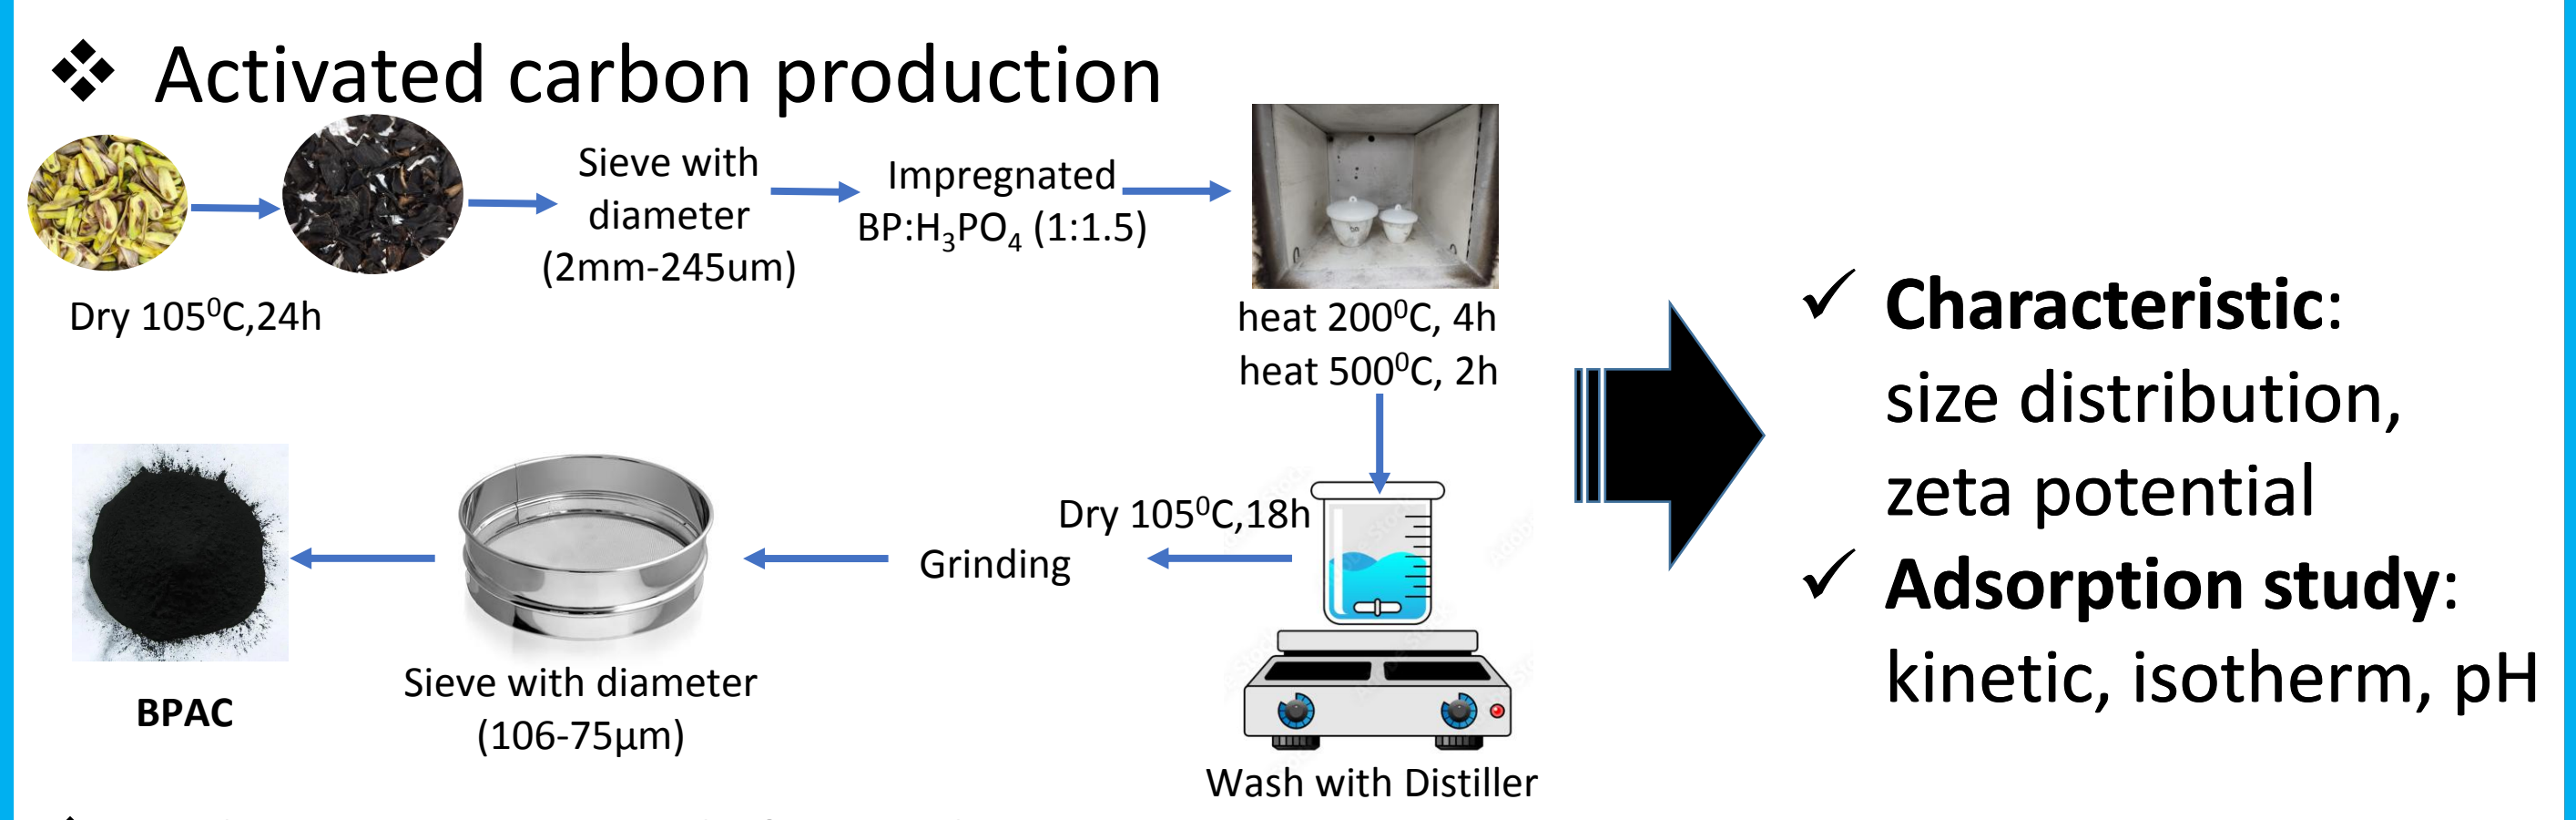 ❖ Activated carbon production
Sieve with
diameter
(2mm-245um)
Impregnated
BP:H₃PO₄ (1:1.5)
Dry 105⁰C,24h
heat 200⁰C, 4h
heat 500⁰C, 2h
Dry 105⁰C,18h
Grinding
Sieve with diameter
(106-75µm)
BPAC
Wash with Distiller
✓ Characteristic:
size distribution,
zeta potential
✓ Adsorption study:
kinetic, isotherm, pH